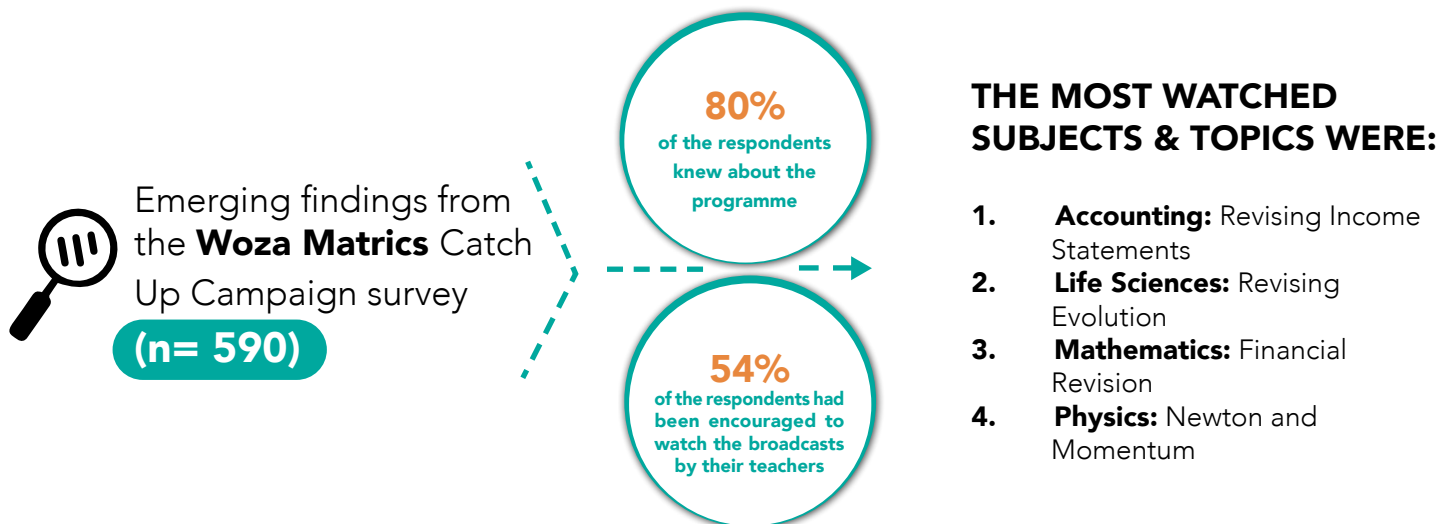 Emerging findings from
the Woza Matrics Catch
Up Campaign survey
(n= 590)
80%
of the respondents
knew about the
programme
54%
of the respondents had
been encouraged to
watch the broadcasts
by their teachers
THE MOST WATCHED
SUBJECTS & TOPICS WERE:
1. Accounting: Revising Income
Statements
2. Life Sciences: Revising
Evolution
3. Mathematics: Financial
Revision
4. Physics: Newton and
Momentum